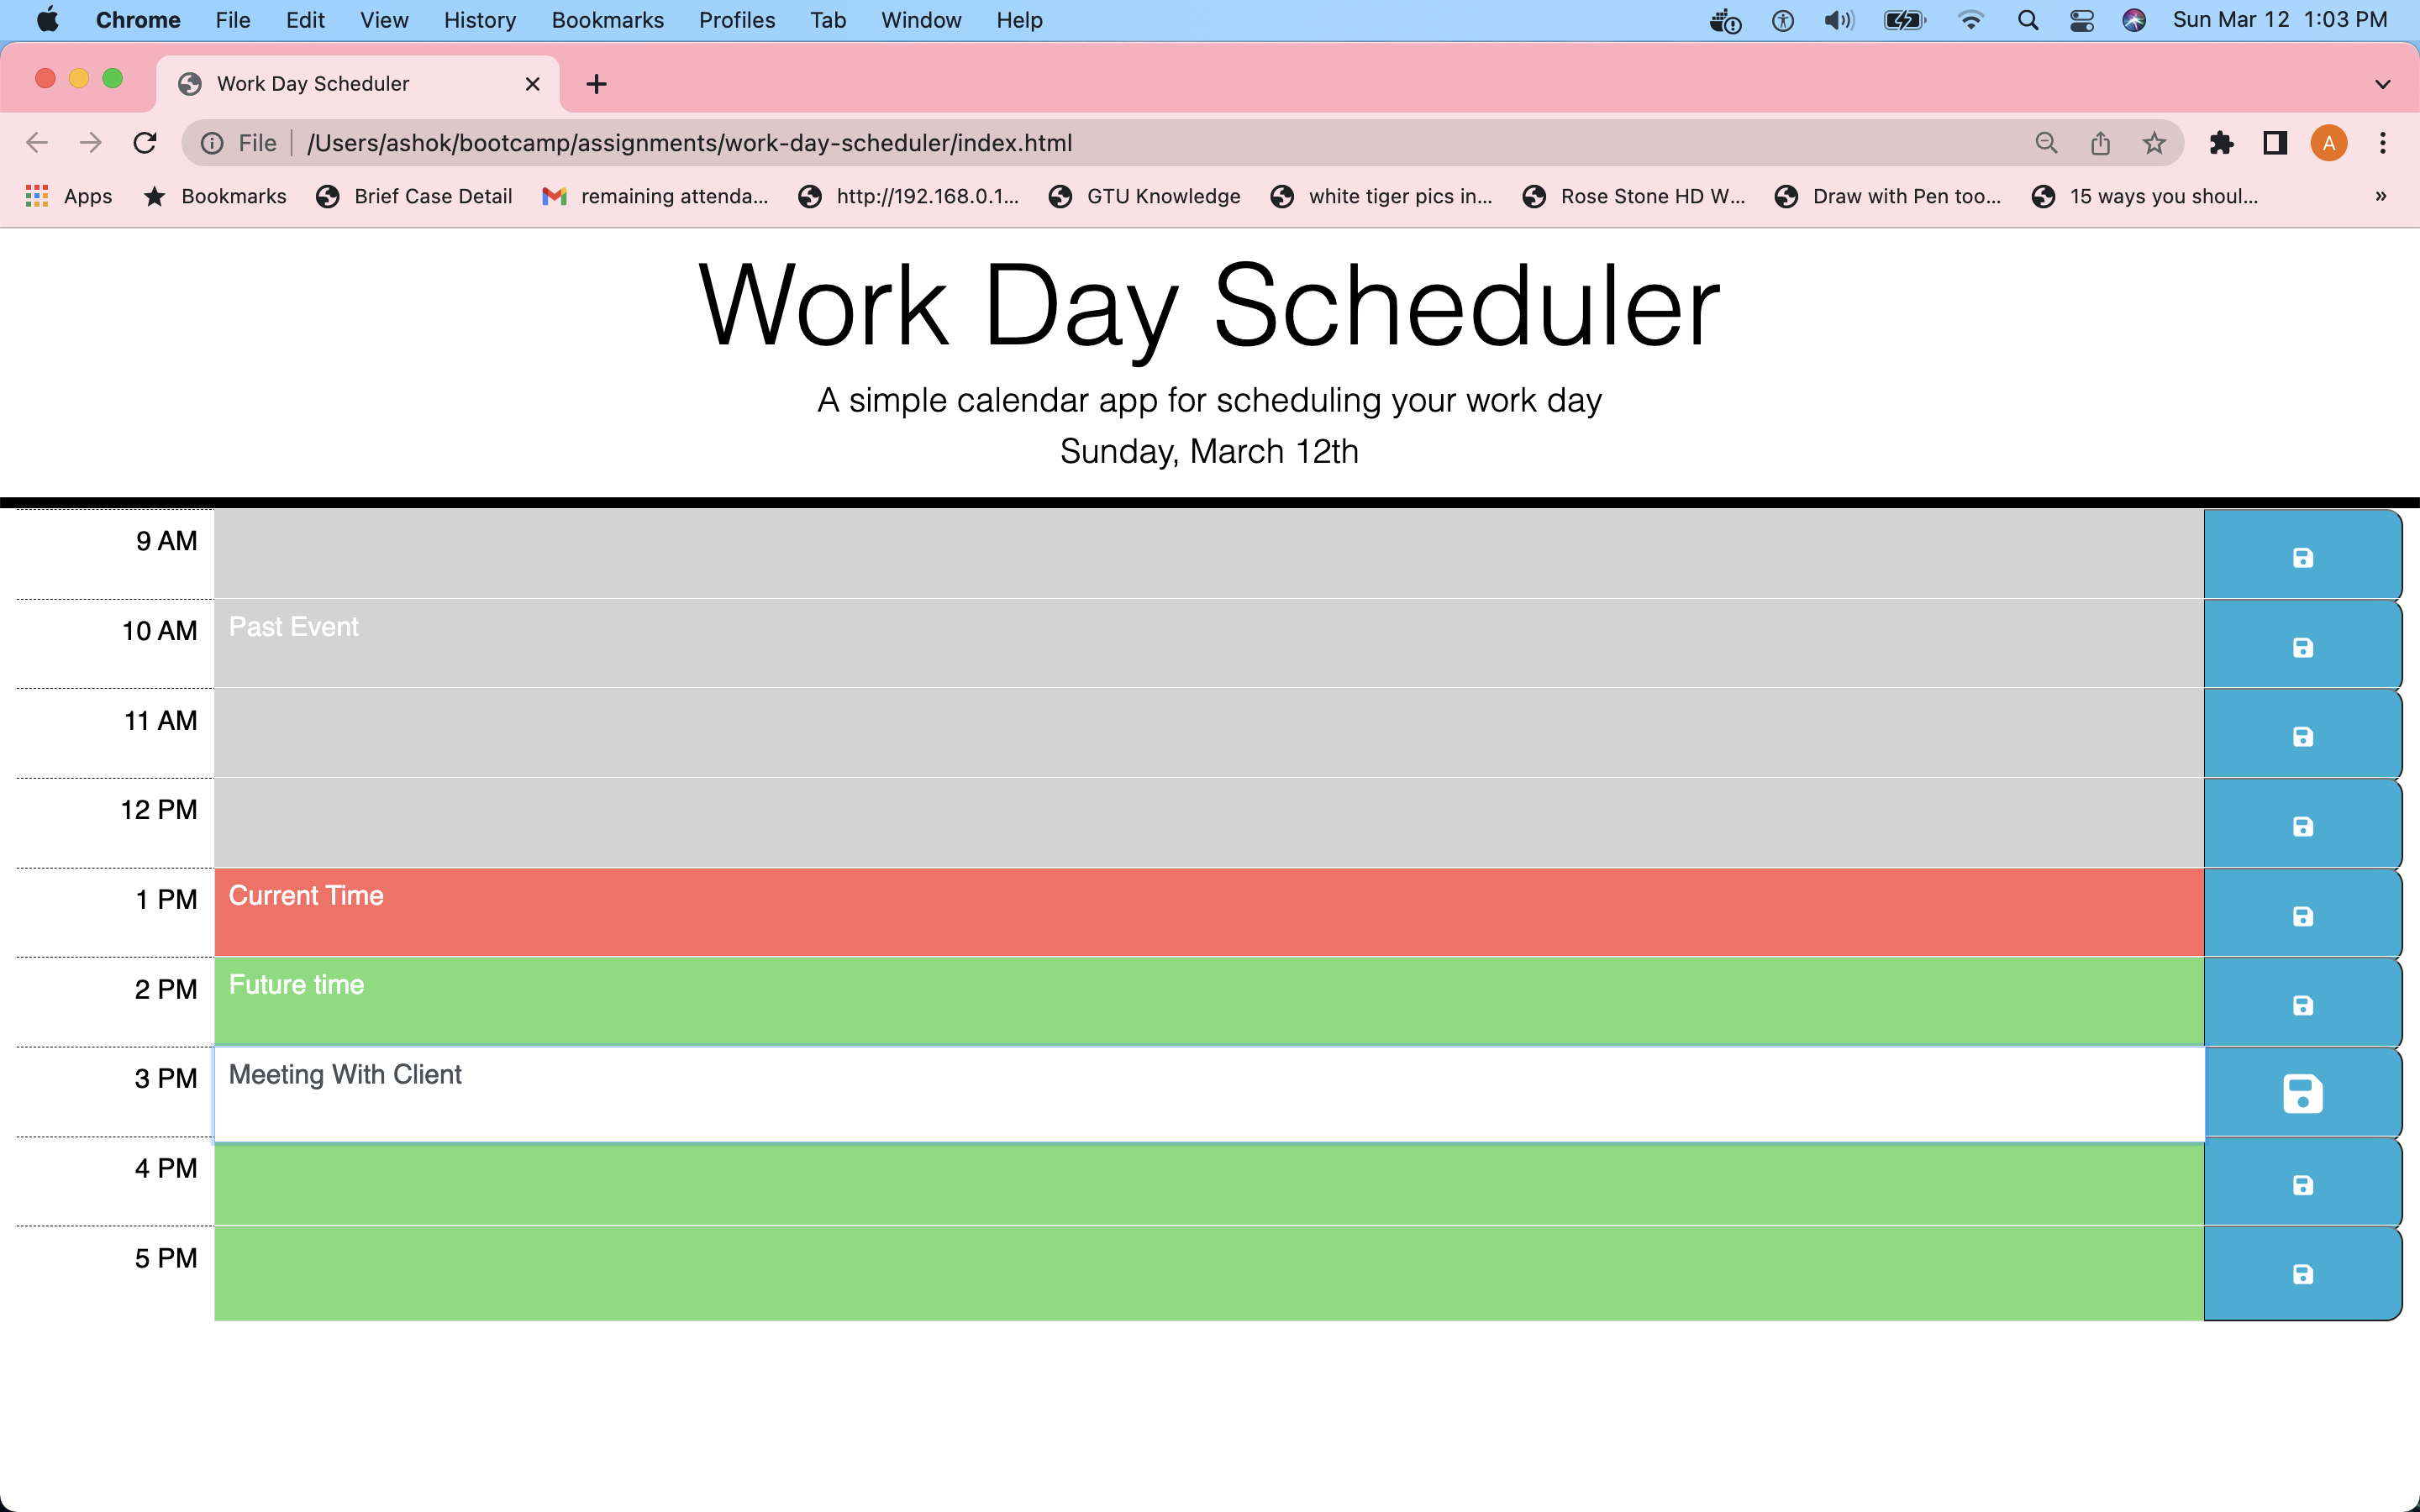 Chrome File Edit View History Bookmarks Profiles Tab Window Help Sun Mar 12 1:03 PM
Work Day Scheduler
File /Users/ashok/bootcamp/assignments/work-day-scheduler/index.html A
Apps Bookmarks Brief Case Detail remaining attenda... http://192.168.0.1... GTU Knowledge white tiger pics in... Rose Stone HD W... Draw with Pen too... 15 ways you shoul... »
Work Day Scheduler
A simple calendar app for scheduling your work day
Sunday, March 12th
9 AM
10 AM Past Event
11 AM
12 PM
1 PM Current Time
2 PM Future time
3 PM Meeting With Client
4 PM
5 PM